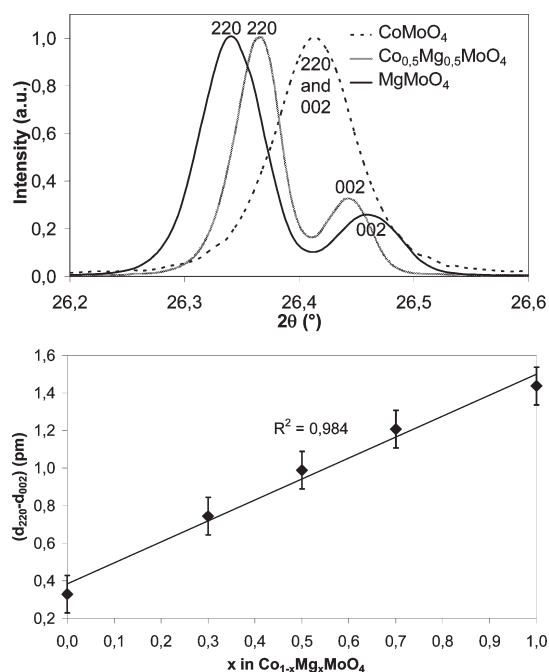 220 220
CoMoO4
Co0,5Mg0,5MoO4
MgMoO4
220
and
002
002
002
Intensity (a.u.)
1,0
0,8
0,6
0,4
0,2
0,0
26,2 26,3 26,4 26,5 26,6
2θ (°)
1,6
1,4
1,2
1,0
0,8
0,6
0,4
0,2
(d220-d002) (pm)
R2 = 0,984
0,0 0,1 0,2 0,3 0,4 0,5 0,6 0,7 0,8 0,9 1,0
x in Co1-xMgxMoO4